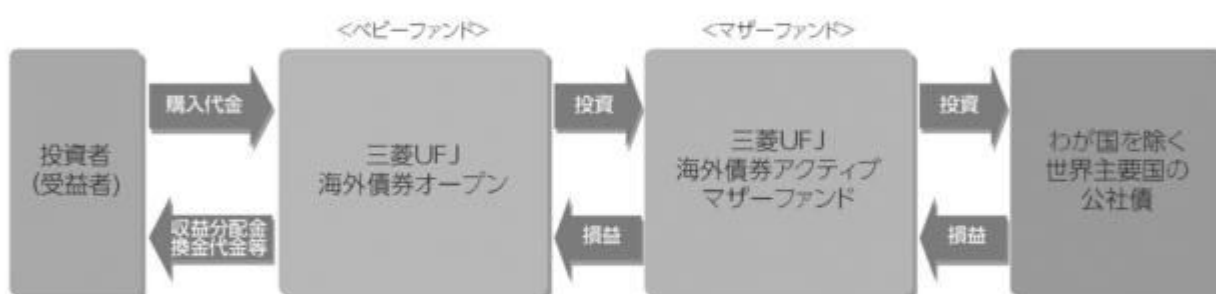 <ベビーファンド>
<マザーファンド>
購入代金
投資
投資
投資者
(受益者)
三菱UFJ
海外債券オープン
三菱UFJ
海外債券アクティブ
マザーファンド
わが国を除く
世界主要国の
公社債
収益分配金
換金代金等
損益
損益